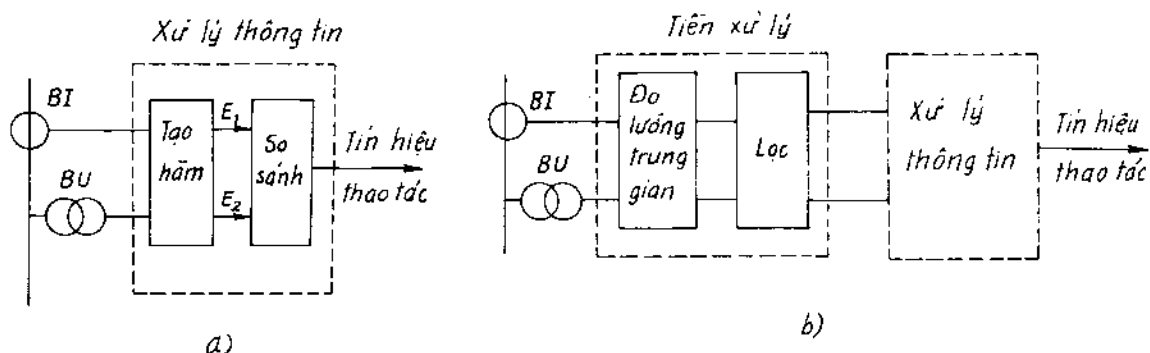 Xử lý thông tin
BI
BU
Tạo
hàm
E1
E2
So
sánh
Tín hiệu
thao tác
a)
Tiền xử lý
BI
BU
Đo
lường
trung
gian
Lọc
Xử lý
thông tin
Tín hiệu
thao tác
b)